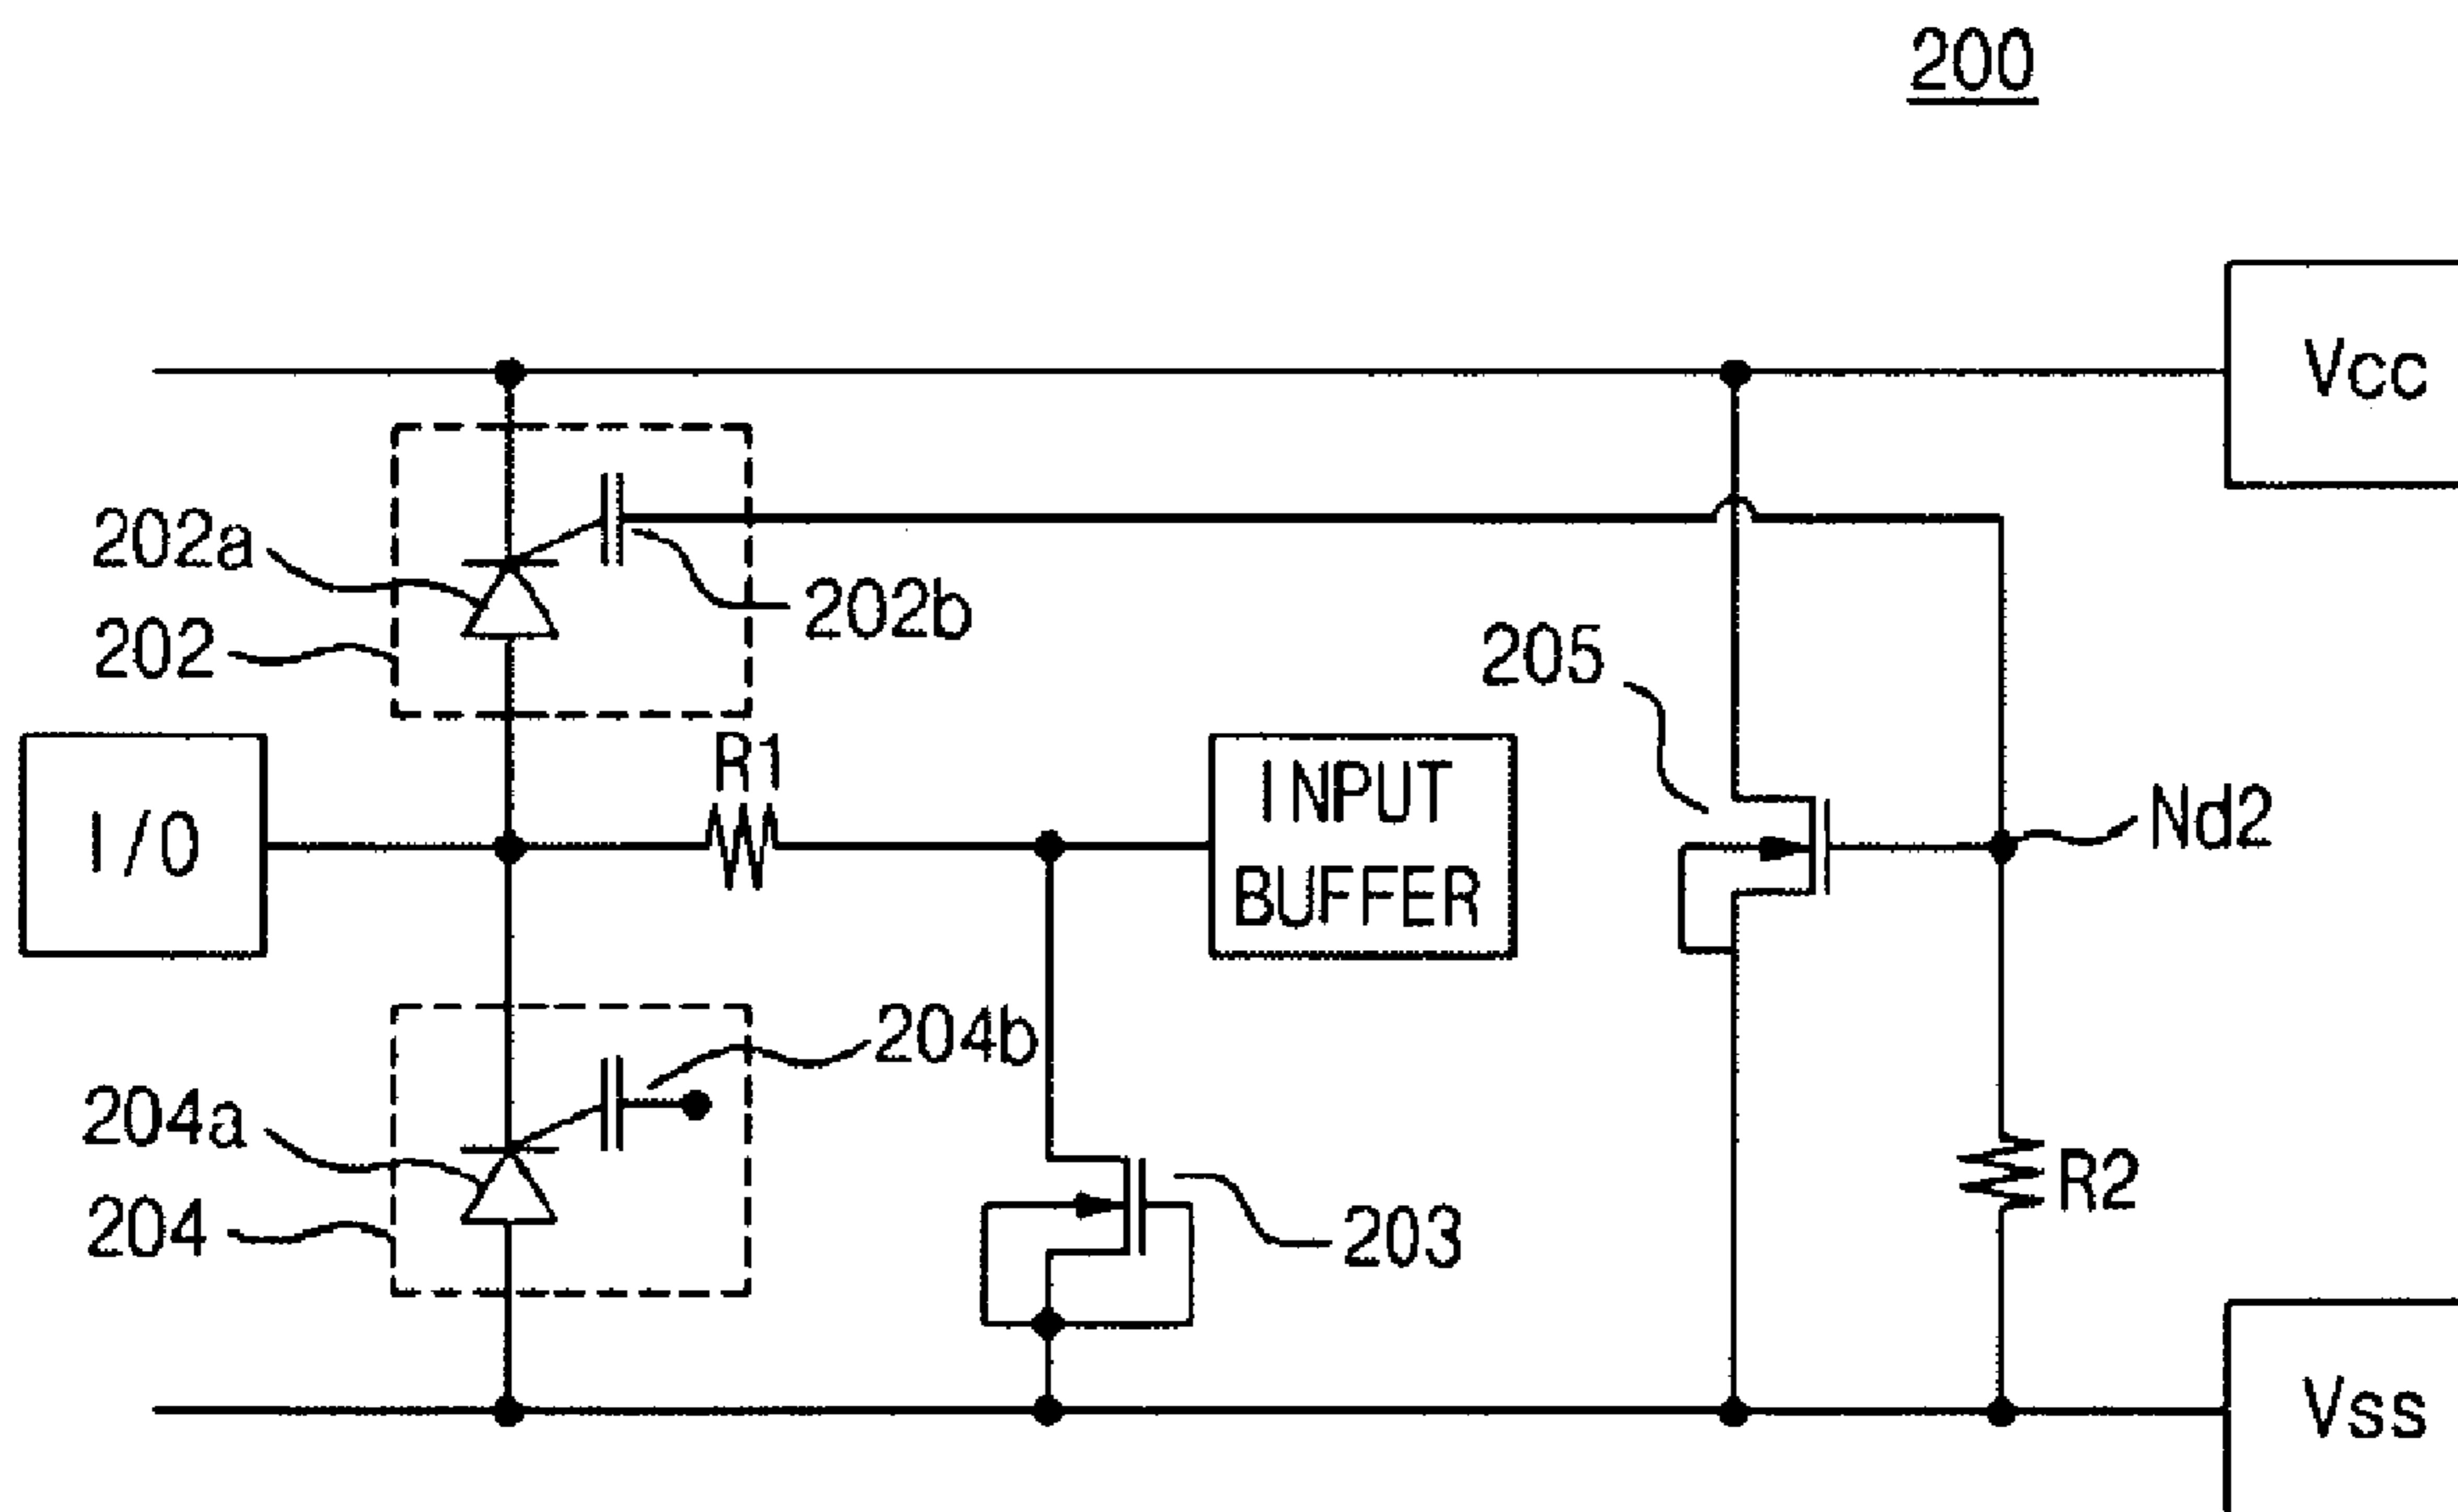 200
Vcc
202a
202b
202
205
R1
I/O
INPUT
BUFFER
Nd2
204b
204a
204
203
R2
Vss